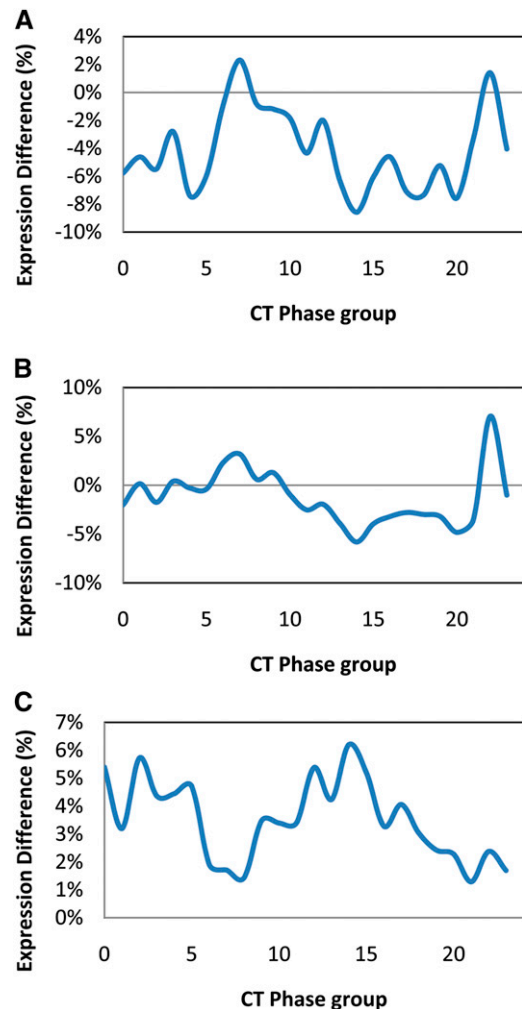 A
Expression Difference (%)
4%
2%
0%
-2%
-4%
-6%
-8%
-10%
0 5 10 15 20
CT Phase group
B
Expression Difference (%)
10%
5%
0%
-5%
-10%
0 5 10 15 20
CT Phase group
C
Expression Difference (%)
7%
6%
5%
4%
3%
2%
1%
0%
0 5 10 15 20
CT Phase group